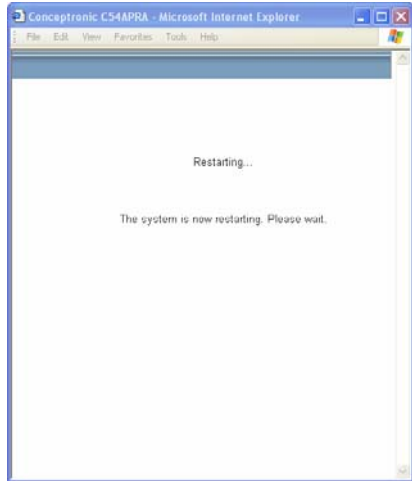 Conceptronic C54APRA - Microsoft Internet Explorer
File Edit View Favorites Tools Help
Restarting...
The system is now restarting. Please wait.